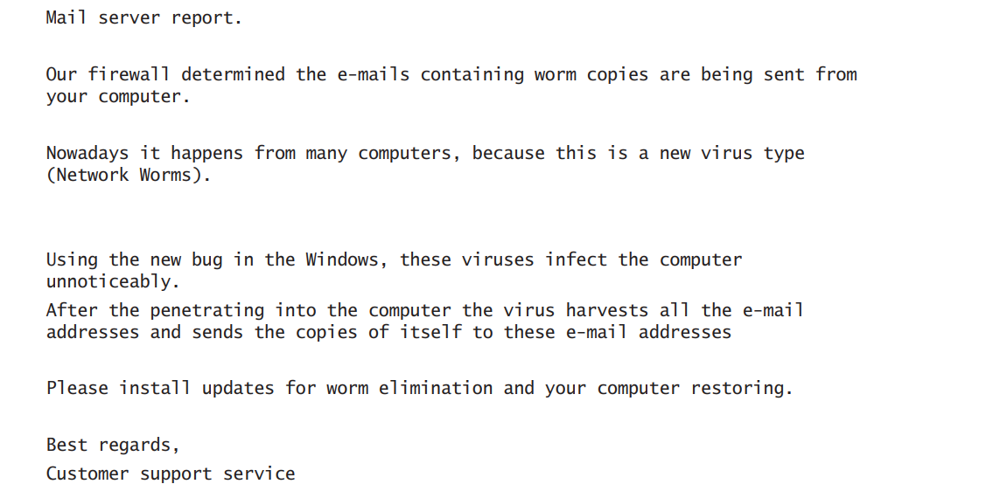 Mail server report.
Our firewall determined the e-mails containing worm copies are being sent from
your computer.
Nowadays it happens from many computers, because this is a new virus type
(Network Worms).
Using the new bug in the Windows, these viruses infect the computer
unnoticeably.
After the penetrating into the computer the virus harvests all the e-mail
addresses and sends the copies of itself to these e-mail addresses
Please install updates for worm elimination and your computer restoring.
Best regards,
Customer support service